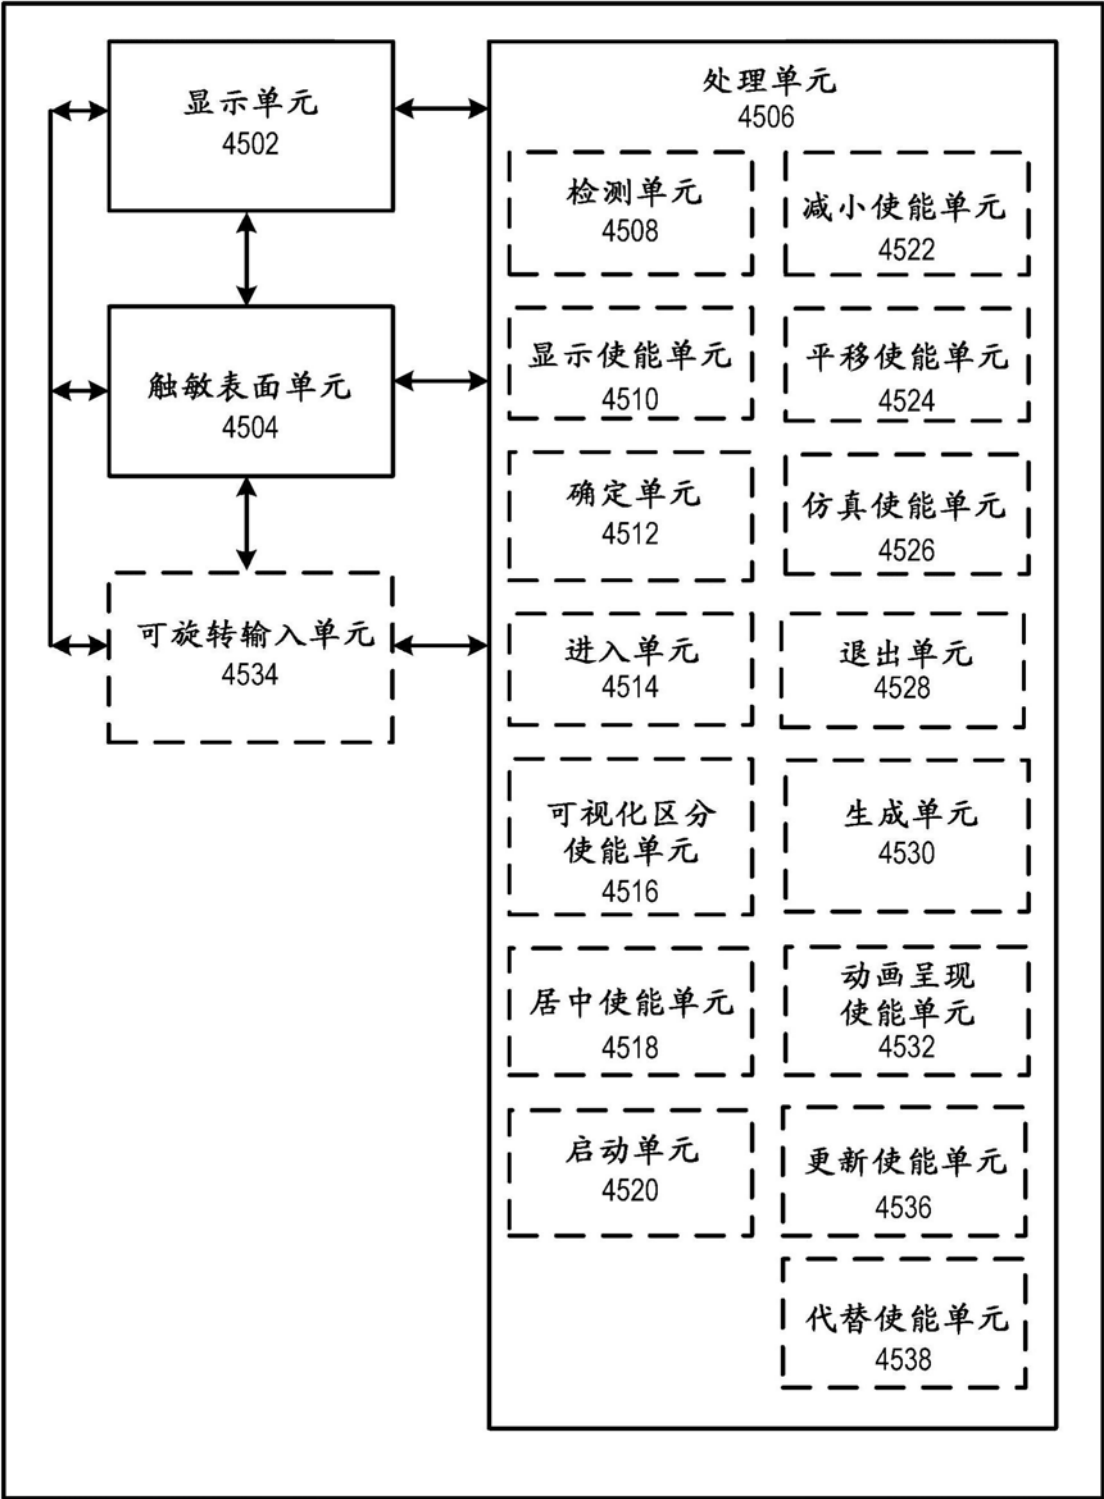 显示单元
4502
触敏表面单元
4504
可旋转输入单元
4534
处理单元
4506
检测单元
4508
减小使能单元
4522
显示使能单元
4510
平移使能单元
4524
确定单元
4512
仿真使能单元
4526
进入单元
4514
退出单元
4528
可视化区分
使能单元
4516
生成单元
4530
居中使能单元
4518
动画呈现
使能单元
4532
启动单元
4520
更新使能单元
4536
代替使能单元
4538